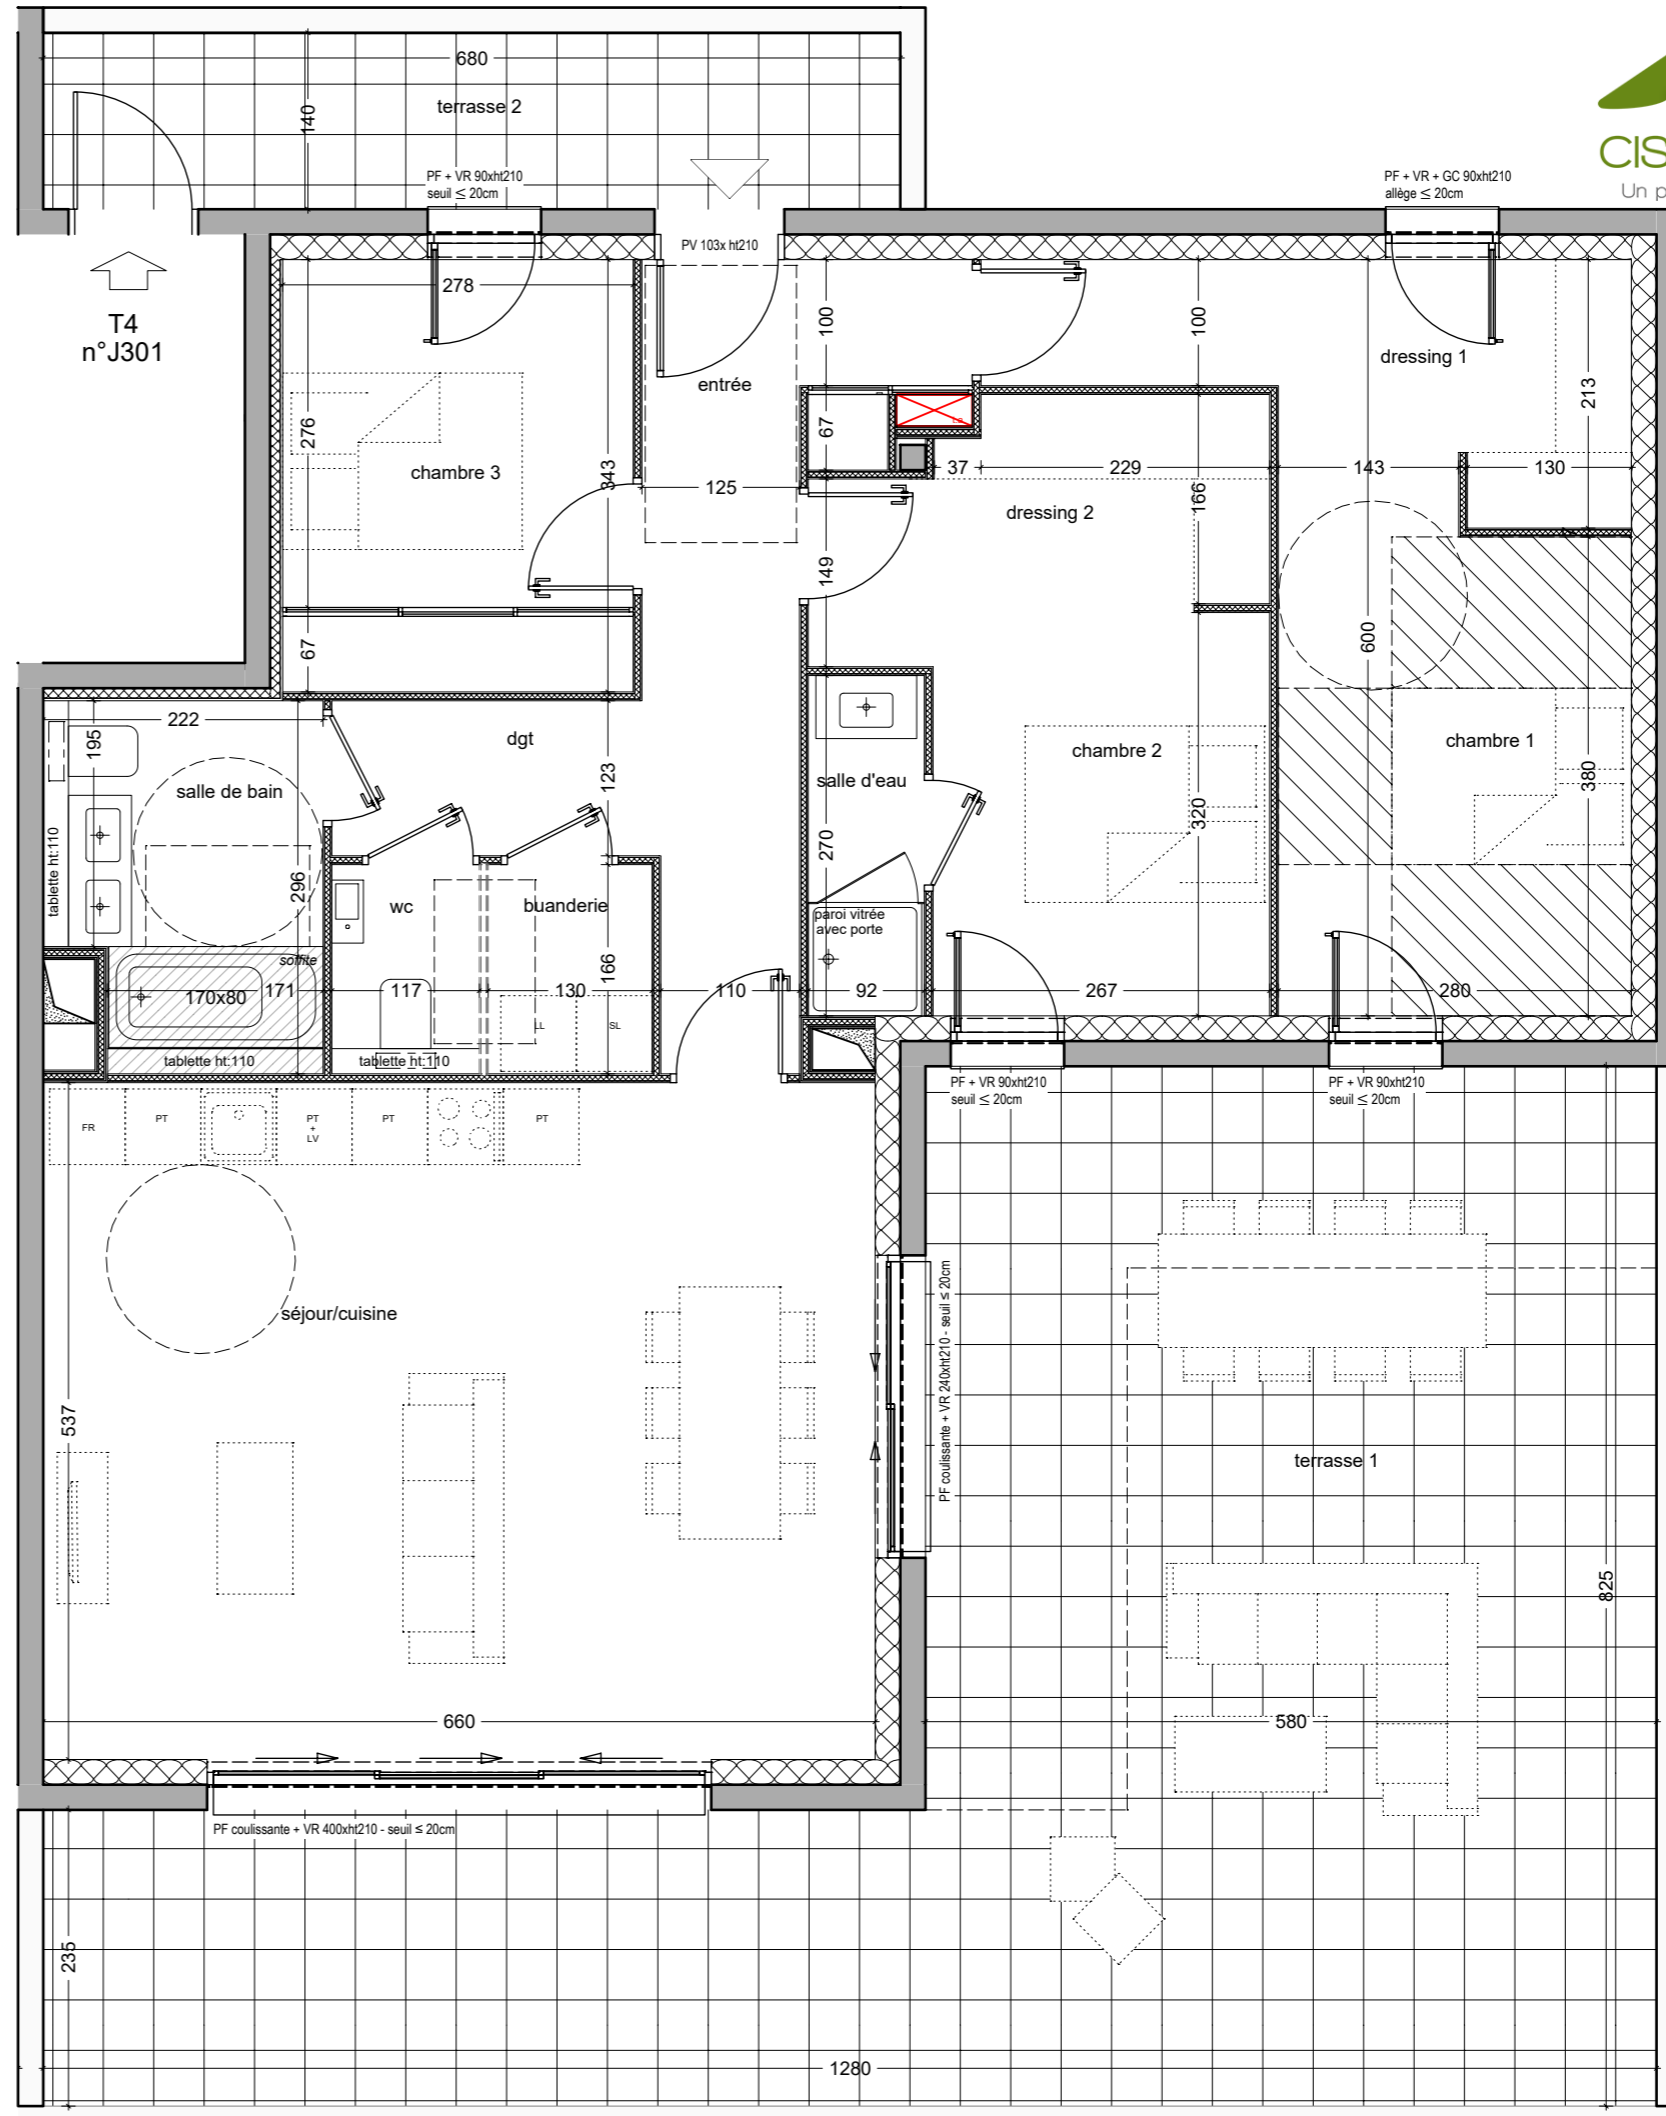 680
140
terrasse 2
CIS
Un p
PF + VR 90xht210
seuil ≤ 20cm
PF + VR + GC 90xht210
allège ≤ 20cm
PV 103x ht210
T4
n°J301
278
100
100
entrée
dressing 1
276
343
67
213
chambre 3
125
37
229
143
130
166
dressing 2
149
600
67
222
195
dgt
123
salle de bain
salle d'eau
chambre 2
chambre 1
380
320
270
tablette ht:110
296
wc
buanderie
paroi vitrée
avec porte
soffite
166
170x80
171
117
130
110
92
267
280
LL
SL
tablette ht:110
tablette ht:110
PF + VR 90xht210
seuil ≤ 20cm
PF + VR 90xht210
seuil ≤ 20cm
FR
PT
PT
+
LV
PT
PT
séjour/cuisine
PF coulissante + VR 240xht210 - seuil ≤ 20cm
537
terrasse 1
825
660
580
PF coulissante + VR 400xht210 - seuil ≤ 20cm
235
1280